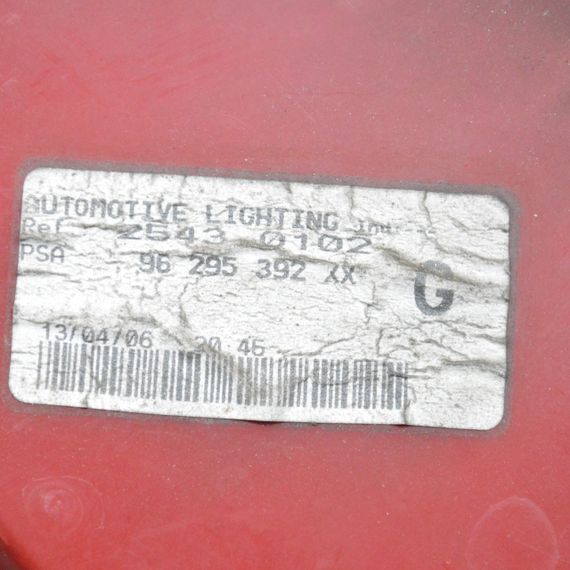 AUTOMOTIVE LIGHTING
Ref 2543 0102
PSA 96 295 392 XX
G
13/04/06 20 46